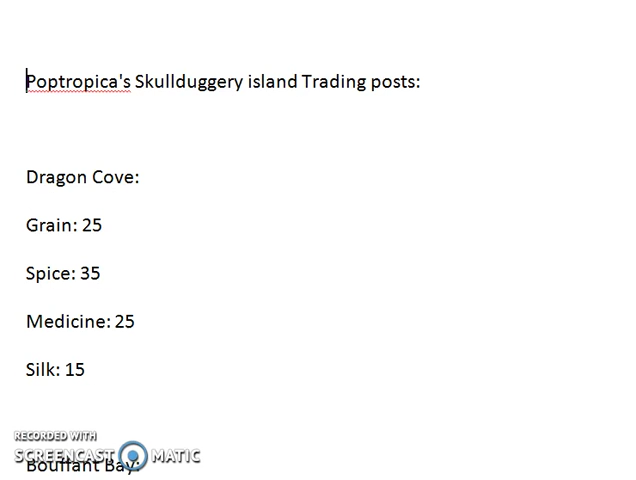 Poptropica's Skullduggery island Trading posts:
Dragon Cove:
Grain: 25
Spice: 35
Medicine: 25
Silk: 15
RECORDED WITH
SCREENCAST MATIC
Bouffant Bay: